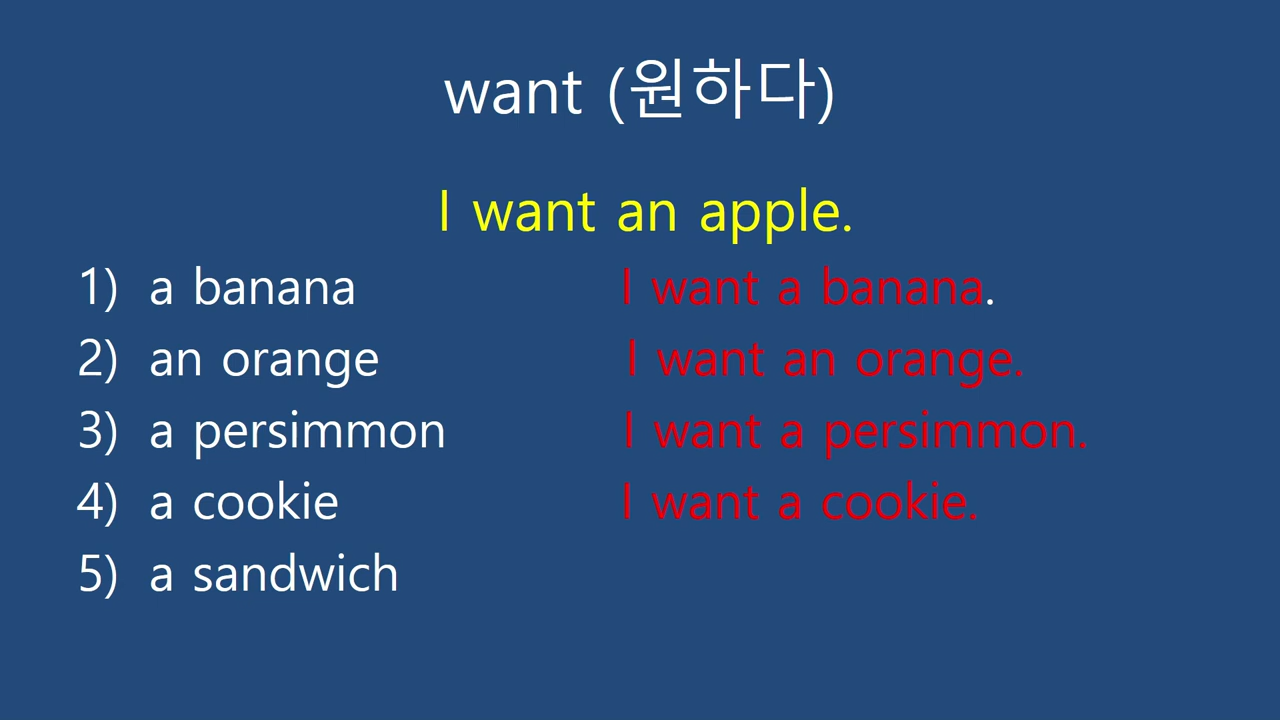 want (원하다)
I want an apple.
1) a banana I want a banana.
2) an orange I want an orange.
3) a persimmon I want a persimmon.
4) a cookie I want a cookie.
5) a sandwich